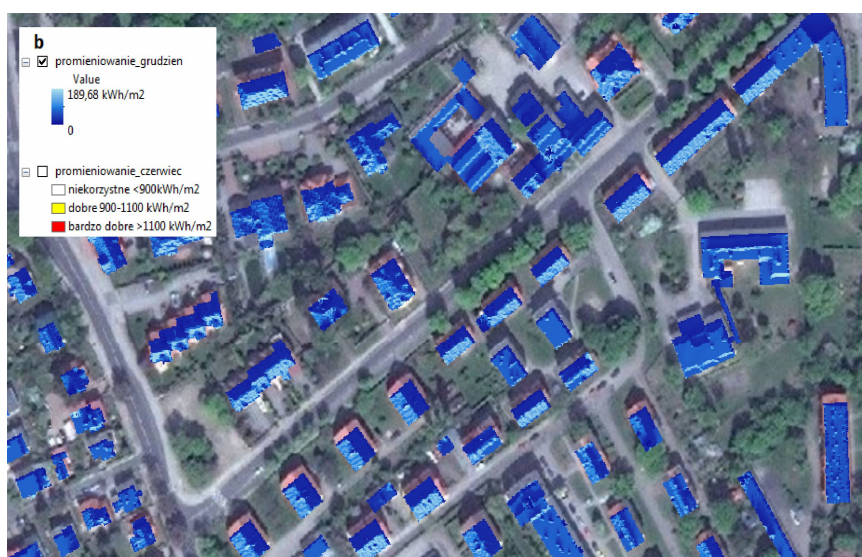 b
promieniowanie_grudzien
Value
189,68 kWh/m2
0
promieniowanie_czerwiec
niekorzystne <900kWh/m2
dobre 900-1100 kWh/m2
bardzo dobre >1100 kWh/m2